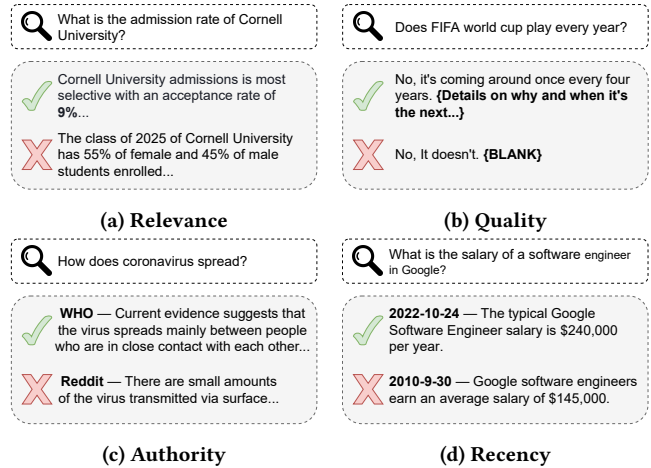 What is the admission rate of Cornell
University?
Cornell University admissions is most
selective with an acceptance rate of
9%...
The class of 2025 of Cornell University
has 55% of female and 45% of male
students enrolled...
(a) Relevance
Does FIFA world cup play every year?
No, it's coming around once every four
years. {Details on why and when it's
the next...}
No, It doesn't. {BLANK}
(b) Quality
How does coronavirus spread?
WHO — Current evidence suggests that
the virus spreads mainly between people
who are in close contact with each other...
Reddit — There are small amounts
of the virus transmitted via surface...
(c) Authority
What is the salary of a software engineer
in Google?
2022-10-24 — The typical Google
Software Engineer salary is $240,000
per year.
2010-9-30 — Google software engineers
earn an average salary of $145,000.
(d) Recency